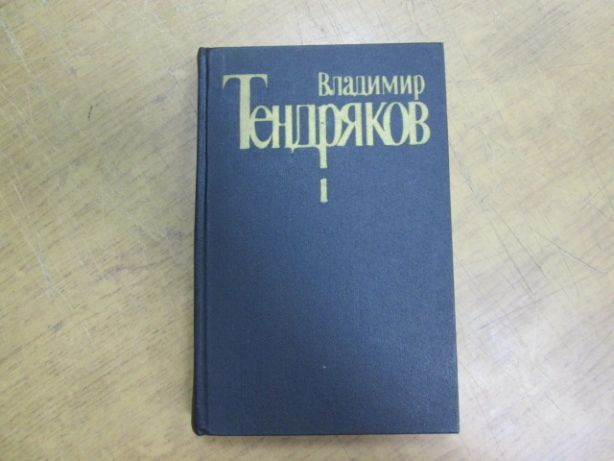 Владимир
Тендряков
1